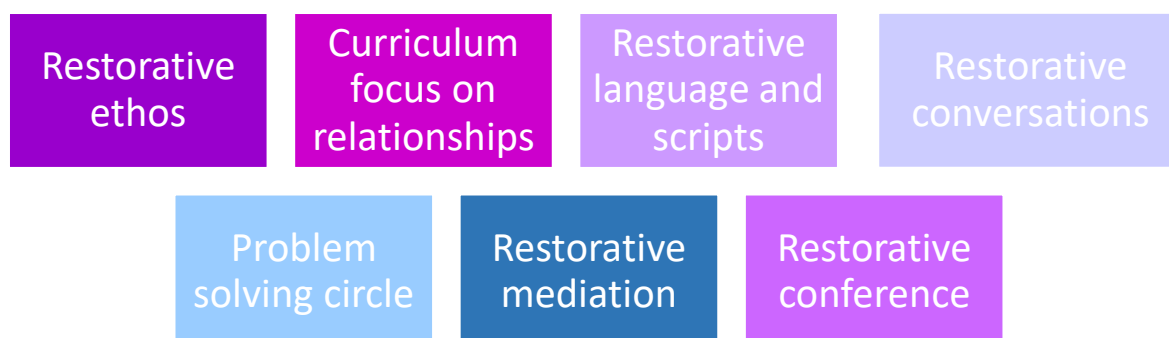 Restorative
ethos
Curriculum
focus on
relationships
Restorative
language and
scripts
Restorative
conversations
Problem
solving circle
Restorative
mediation
Restorative
conference